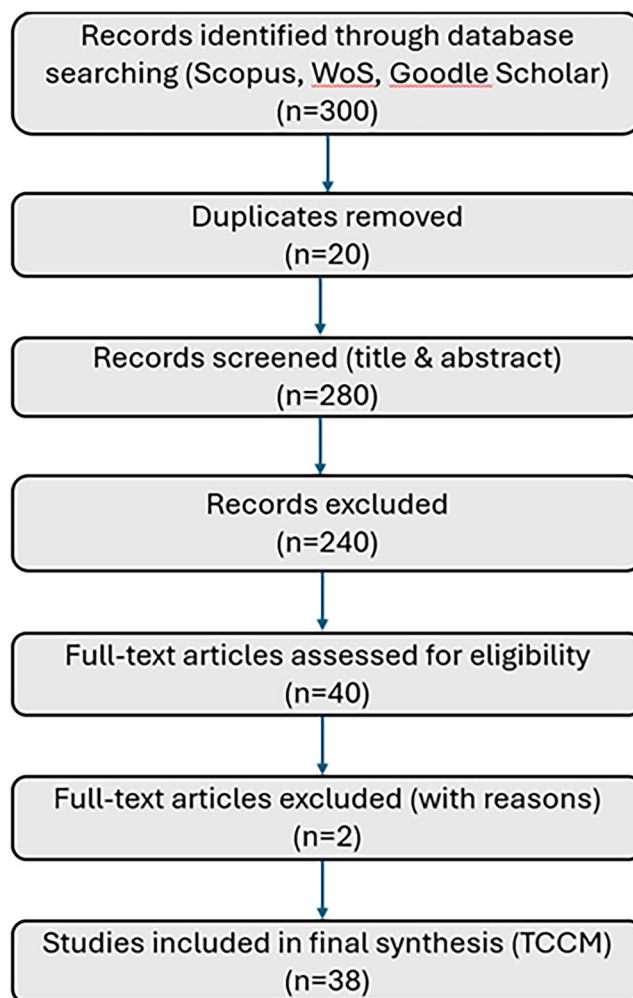 Records identified through database
searching (Scopus, WoS, Goodle Scholar)
(n=300)
Duplicates removed
(n=20)
Records screened (title & abstract)
(n=280)
Records excluded
(n=240)
Full-text articles assessed for eligibility
(n=40)
Full-text articles excluded (with reasons)
(n=2)
Studies included in final synthesis (TCCM)
(n=38)